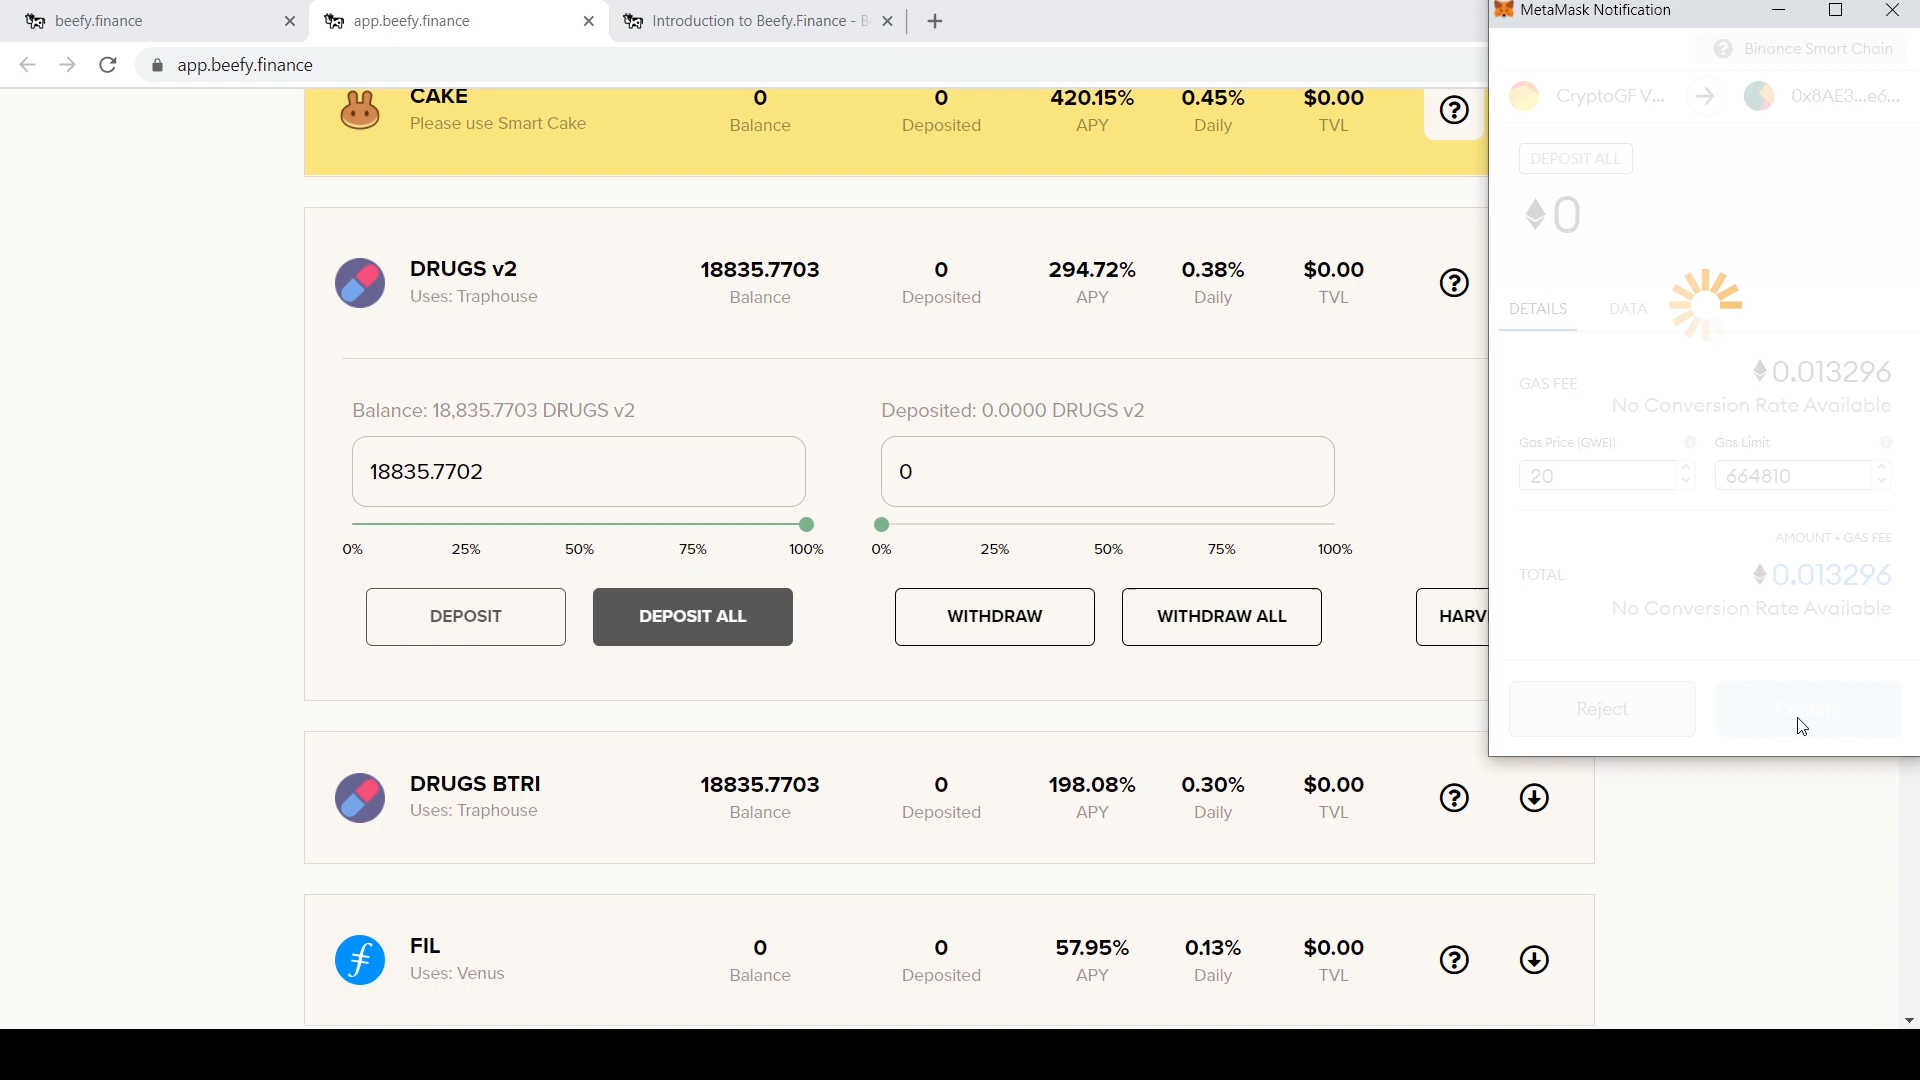 beefy.finance
app.beefy.finance
Introduction to Beefy.Finance - B
app.beefy.finance
CAKE
Please use Smart Cake
0
Balance
0
Deposited
420.15%
APY
0.45%
Daily
$0.00
TVL
DRUGS v2
Uses: Traphouse
18835.7703
Balance
0
Deposited
294.72%
APY
0.38%
Daily
$0.00
TVL
Balance: 18,835.7703 DRUGS v2
18835.7702
0%
25%
50%
75%
100%
DEPOSIT
DEPOSIT ALL
Deposited: 0.0000 DRUGS v2
0
0%
25%
50%
75%
100%
WITHDRAW
WITHDRAW ALL
HARV
DRUGS BTRI
Uses: Traphouse
18835.7703
Balance
0
Deposited
198.08%
APY
0.30%
Daily
$0.00
TVL
FIL
Uses: Venus
0
Balance
0
Deposited
57.95%
APY
0.13%
Daily
$0.00
TVL
MetaMask Notification
Binance Smart Chain
CryptoGF V...
0x8AE3...e6...
DEPOSIT ALL
0
DETAILS
DATA
GAS FEE
0.013296
No Conversion Rate Available
Gas Price (GWEI)
Gas Limit
20
664810
AMOUNT + GAS FEE
TOTAL
0.013296
No Conversion Rate Available
Reject